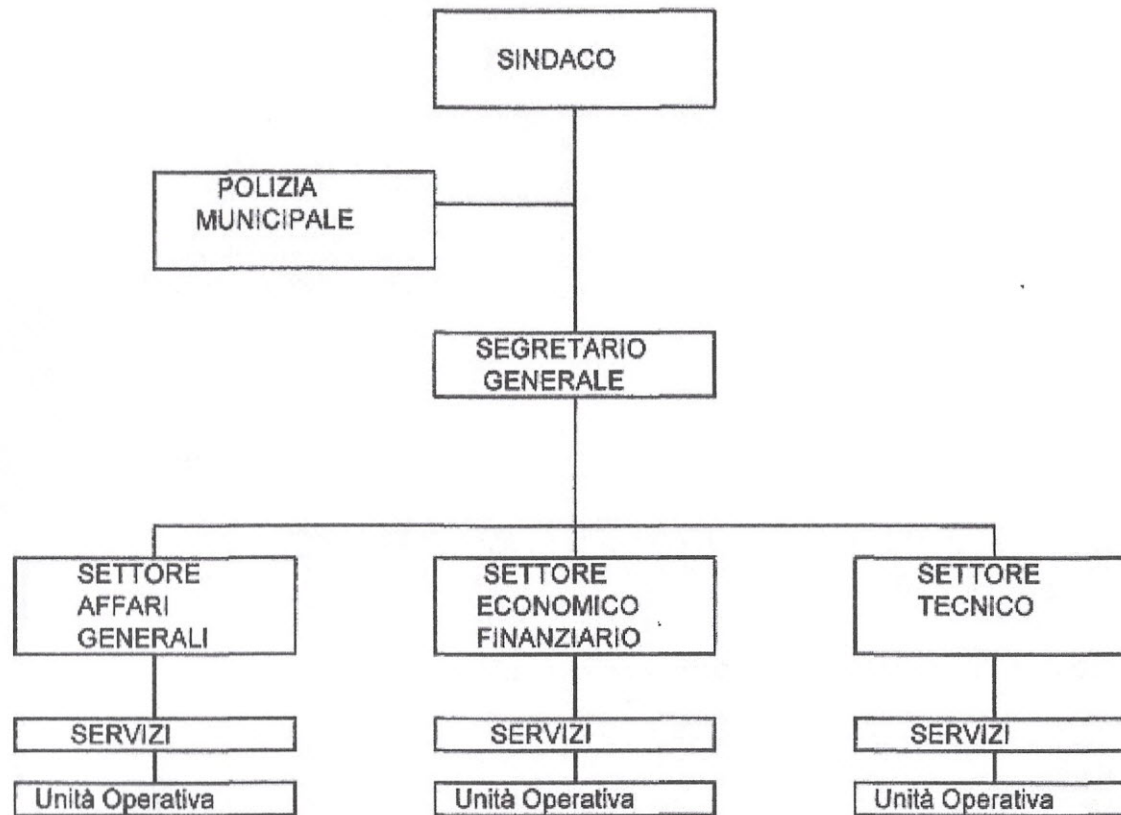 SINDACO
POLIZIA
MUNICIPALE
SEGRETARIO
GENERALE
SETTORE
AFFARI
GENERALI
SETTORE
ECONOMICO
FINANZIARIO
SETTORE
TECNICO
SERVIZI
SERVIZI
SERVIZI
Unità Operativa
Unità Operativa
Unità Operativa